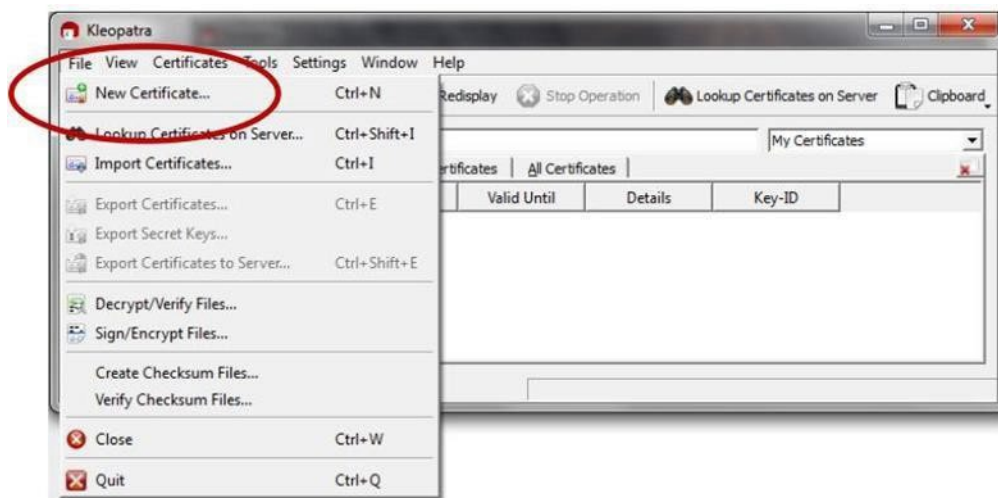 Kleopatra
File View Certificates Tools Settings Window Help
New Certificate... Ctrl+N
Redisplay Stop Operation Lookup Certificates on Server Clipboard
Lookup Certificates on Server... Ctrl+Shift+I
My Certificates
Import Certificates... Ctrl+I
ertificates All Certificates
Export Certificates... Ctrl+E
Valid Until Details Key-ID
Export Secret Keys...
Export Certificates to Server... Ctrl+Shift+E
Decrypt/Verify Files...
Sign/Encrypt Files...
Create Checksum Files...
Verify Checksum Files...
Close Ctrl+W
Quit Ctrl+Q